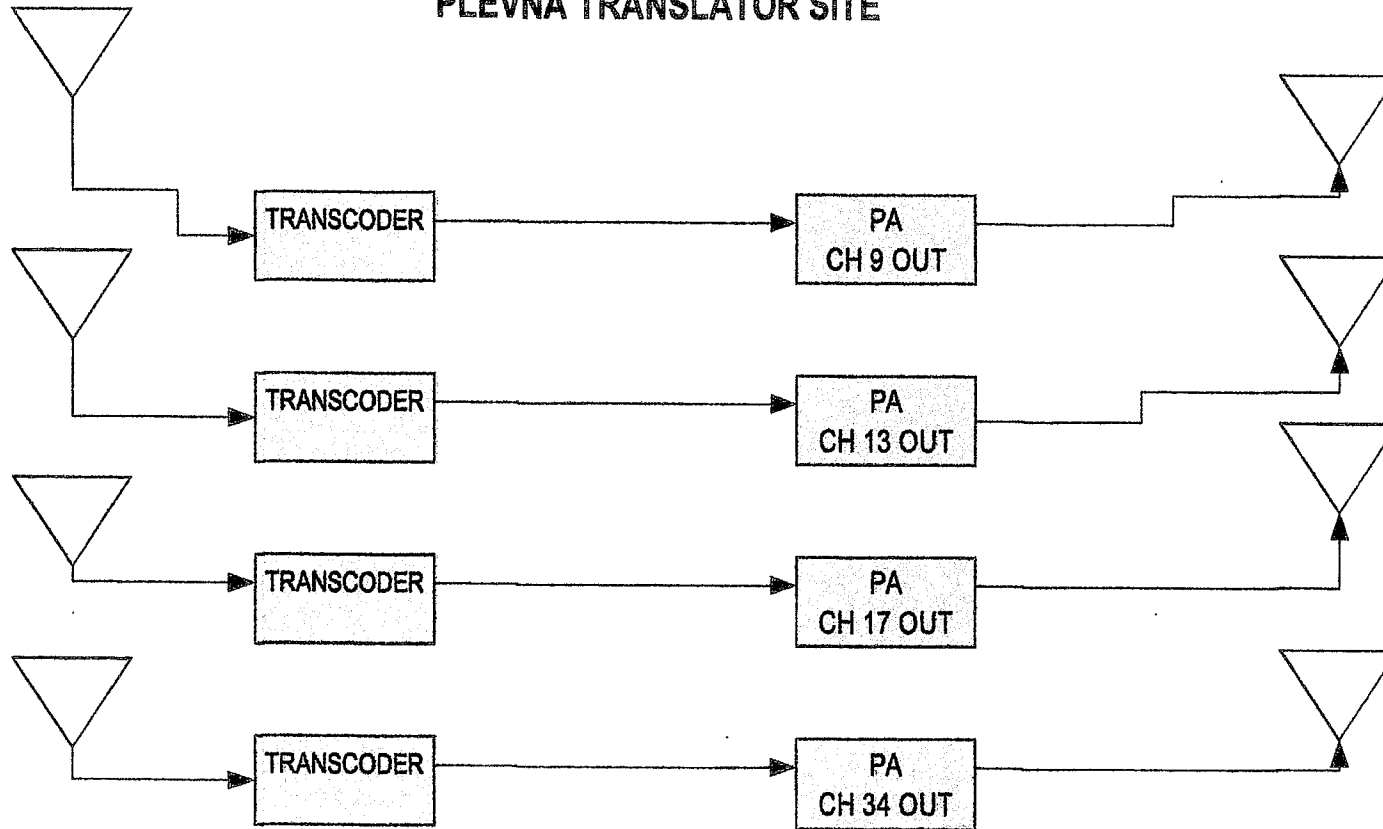 PLEVNA TRANSLATOR SITE
TRANSCODER
PA
CH 9 OUT
TRANSCODER
PA
CH 13 OUT
TRANSCODER
PA
CH 17 OUT
TRANSCODER
PA
CH 34 OUT